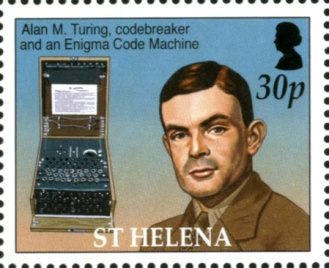 Alan M. Turing, codebreaker
and an Enigma Code Machine
30p
ST HELENA